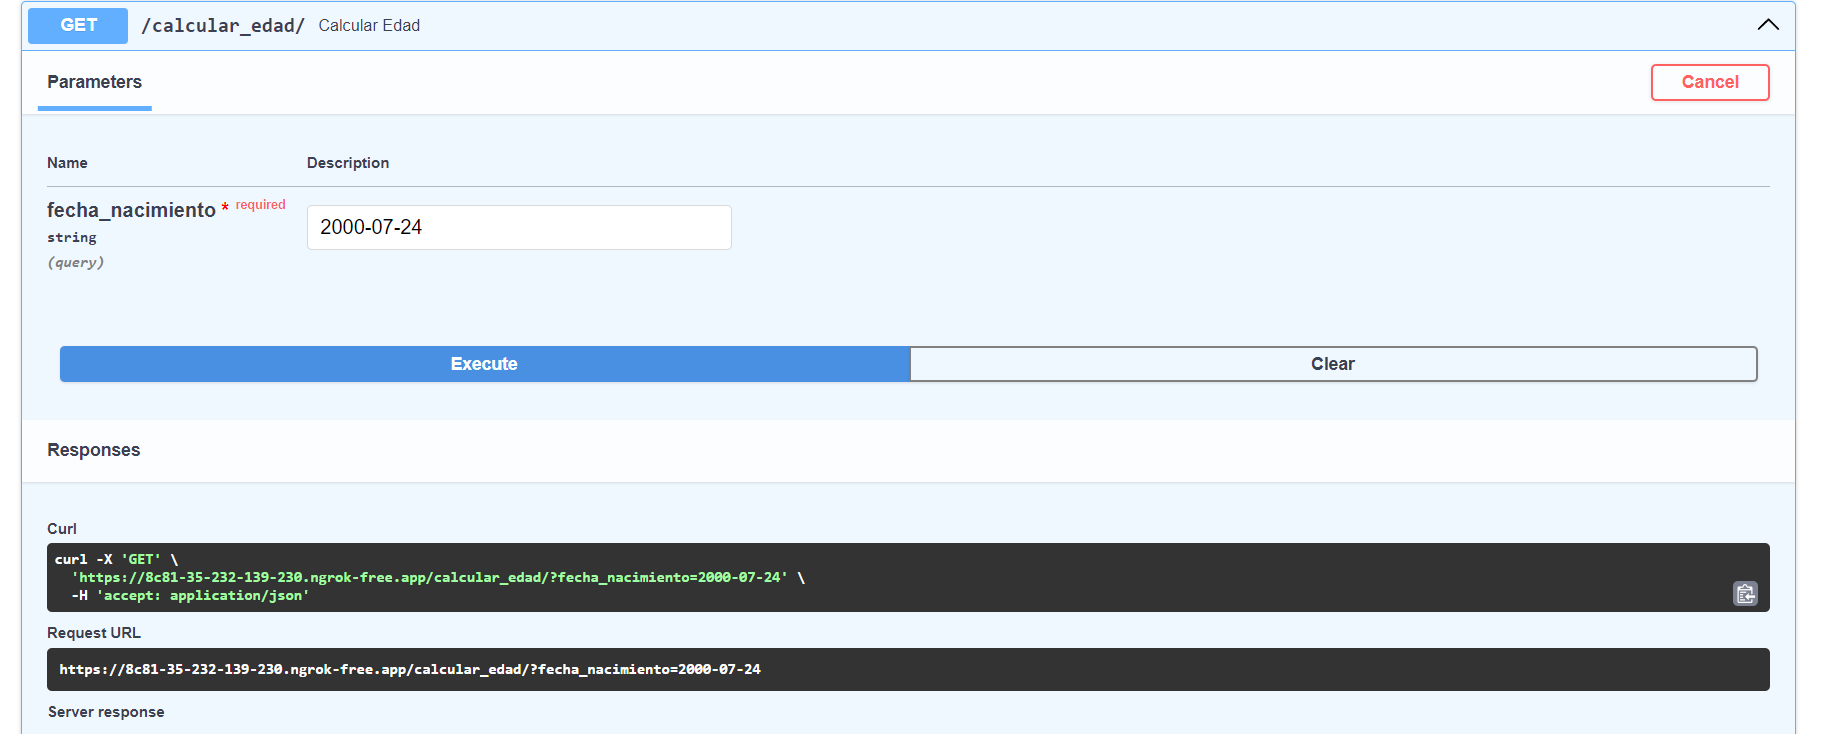 GET /calcular_edad/ Calcular Edad
Parameters
Cancel
Name Description
fecha_nacimiento * required
2000-07-24
string
(query)
Execute Clear
Responses
Curl
curl -X 'GET' \
'https://8c81-35-232-139-230.ngrok-free.app/calcular_edad/?fecha_nacimiento=2000-07-24' \
-H 'accept: application/json'
Request URL
https://8c81-35-232-139-230.ngrok-free.app/calcular_edad/?fecha_nacimiento=2000-07-24
Server response